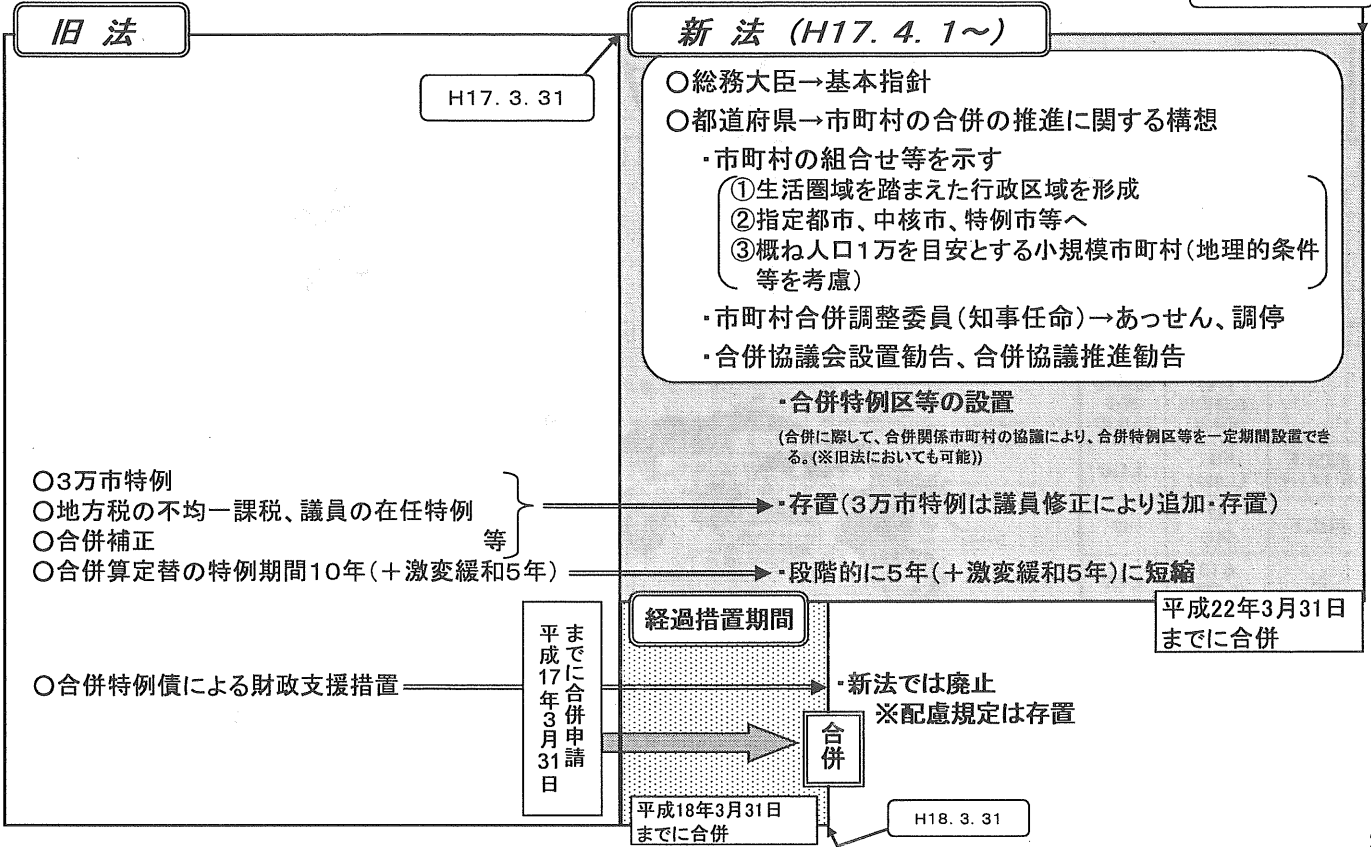 旧 法
H17. 3. 31
新 法 (H17. 4. 1～)
○総務大臣→基本指針
○都道府県→市町村の合併の推進に関する構想
・市町村の組合せ等を示す
①生活圏域を踏まえた行政区域を形成
②指定都市、中核市、特例市等へ
③概ね人口1万を目安とする小規模市町村(地理的条件
等を考慮)
・市町村合併調整委員(知事任命)→あっせん、調停
・合併協議会設置勧告、合併協議推進勧告
・合併特例区等の設置
(合併に際して、合併関係市町村の協議により、合併特例区等を一定期間設置でき
る。(※旧法においても可能))
○3万市特例
○地方税の不均一課税、議員の在任特例
○合併補正 等
・存置(3万市特例は議員修正により追加・存置)
○合併算定替の特例期間10年(＋激変緩和5年)
・段階的に5年(＋激変緩和5年)に短縮
平成22年3月31日
までに合併
経過措置期間
平成17年3月31日
までに合併申請
○合併特例債による財政支援措置
・新法では廃止
※配慮規定は存置
合併
平成18年3月31日
までに合併
H18. 3. 31